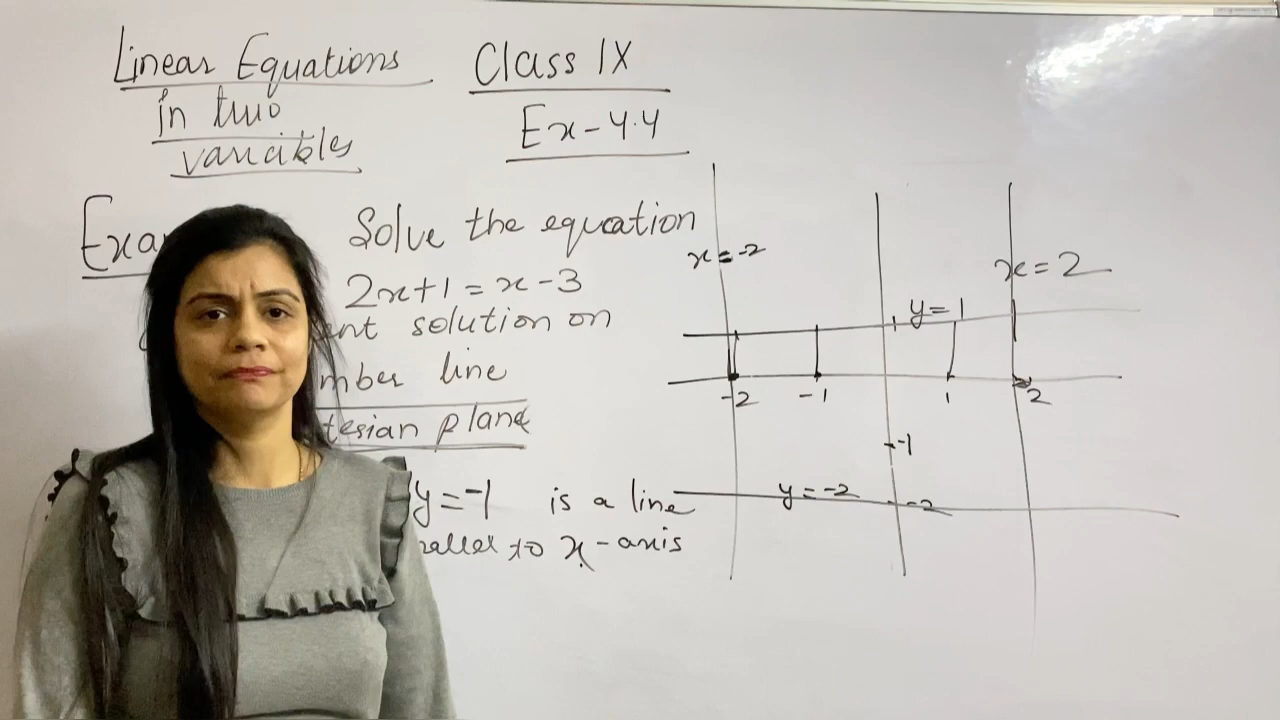 Linear Equations
in two
variables
Class IX
Ex-4.4
Solve the equation
2x+1=x-3
solution on
line
plane
y=-1 is a line
to x-axis
x=-2
x=2
y=1
-2 -1 1 2
-1
y=-2 -2